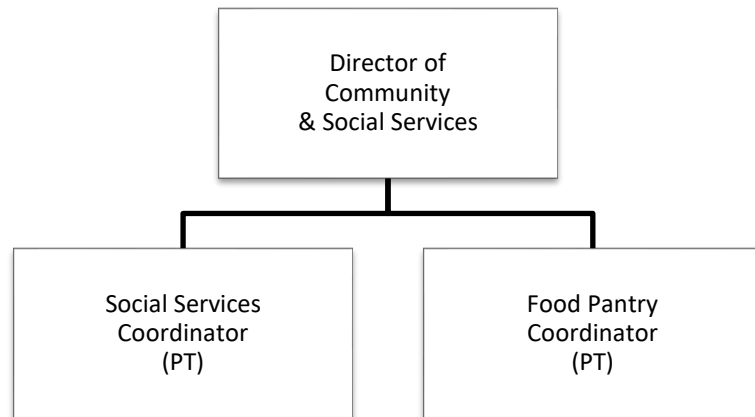 Director of
Community
& Social Services
Social Services
Coordinator
(PT)
Food Pantry
Coordinator
(PT)